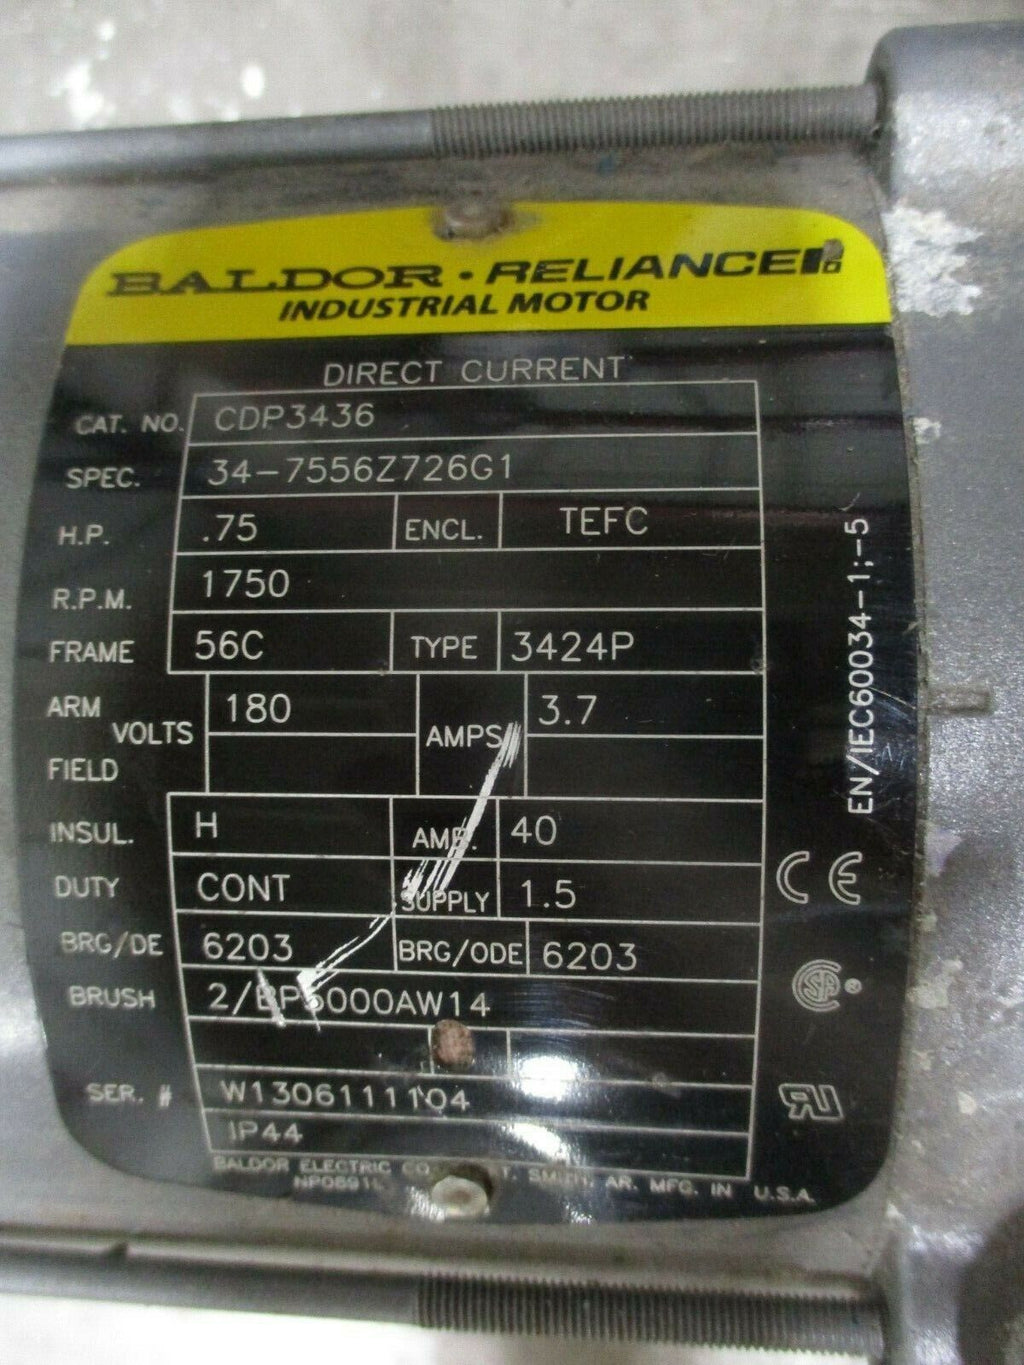 BALDOR · RELIANCE
INDUSTRIAL MOTOR
DIRECT CURRENT
CAT. NO. CDP3436
SPEC. 34-7556Z726G1
H.P. .75 ENCL. TEFC
R.P.M. 1750
FRAME 56C TYPE 3424P
ARM 180 3.7
VOLTS AMPS
FIELD
INSUL. H AMB. 40
DUTY CONT SUPPLY 1.5
BRG/DE 6203 BRG/ODE 6203
BRUSH 2/BP5000AW14
SER. # W1306111104
IP44
BALDOR ELECTRIC CO SMITH, AR. MFG. IN U.S.A.
EN/IEC60034-1;-5
CE
SA ®
RU